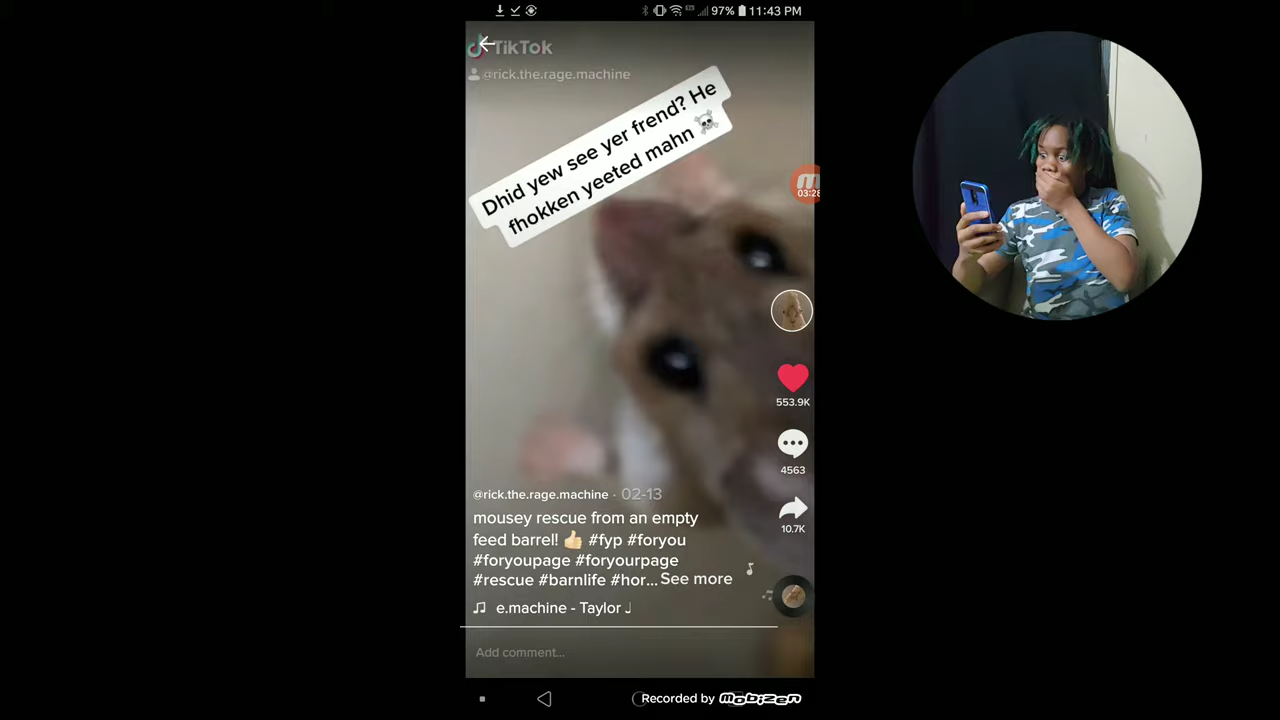 97% 11:43 PM
TikTok
@rick.the.rage.machine
Dhid yew see yer frend? He
fhokken yeeted mahn ☠
03:28
553.9K
4563
10.7K
@rick.the.rage.machine · 02-13
mousey rescue from an empty
feed barrel! 👍🏼 #fyp #foryou
#foryoupage #foryourpage
#rescue #barnlife #hor... See more
e.machine - Taylor
Add comment...
Recorded by mobizen